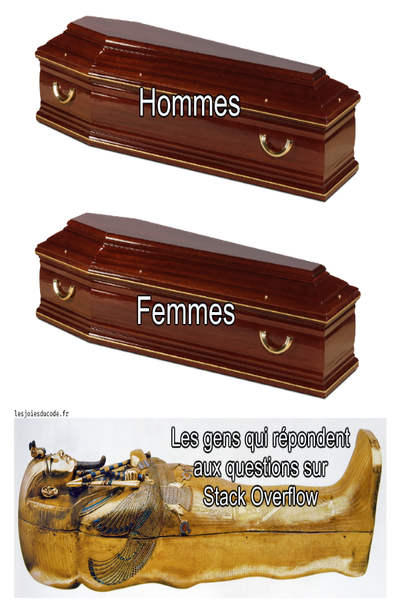 Hommes
Femmes
lesjoiesducode.fr
Les gens qui répondent
aux questions sur
Stack Overflow